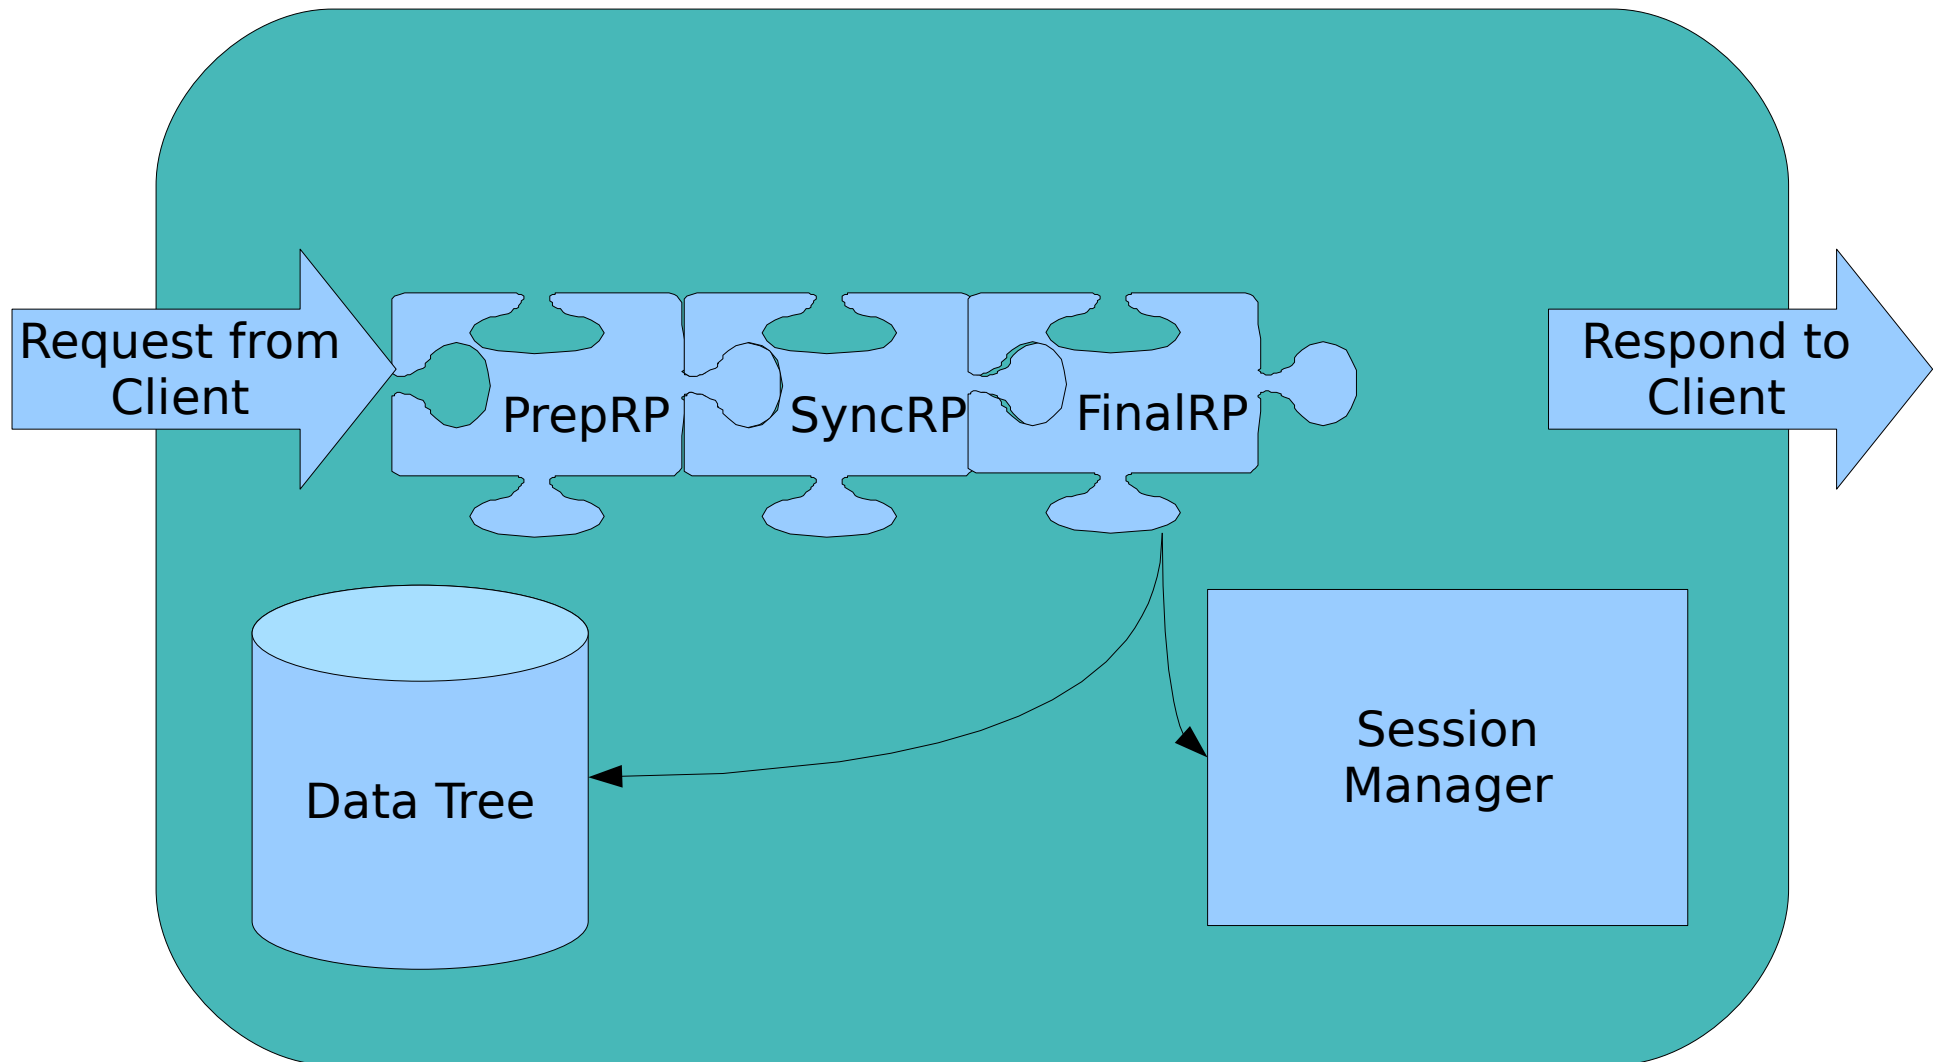 Request from
Client
PrepRP
SyncRP
FinalRP
Respond to
Client
Data Tree
Session
Manager